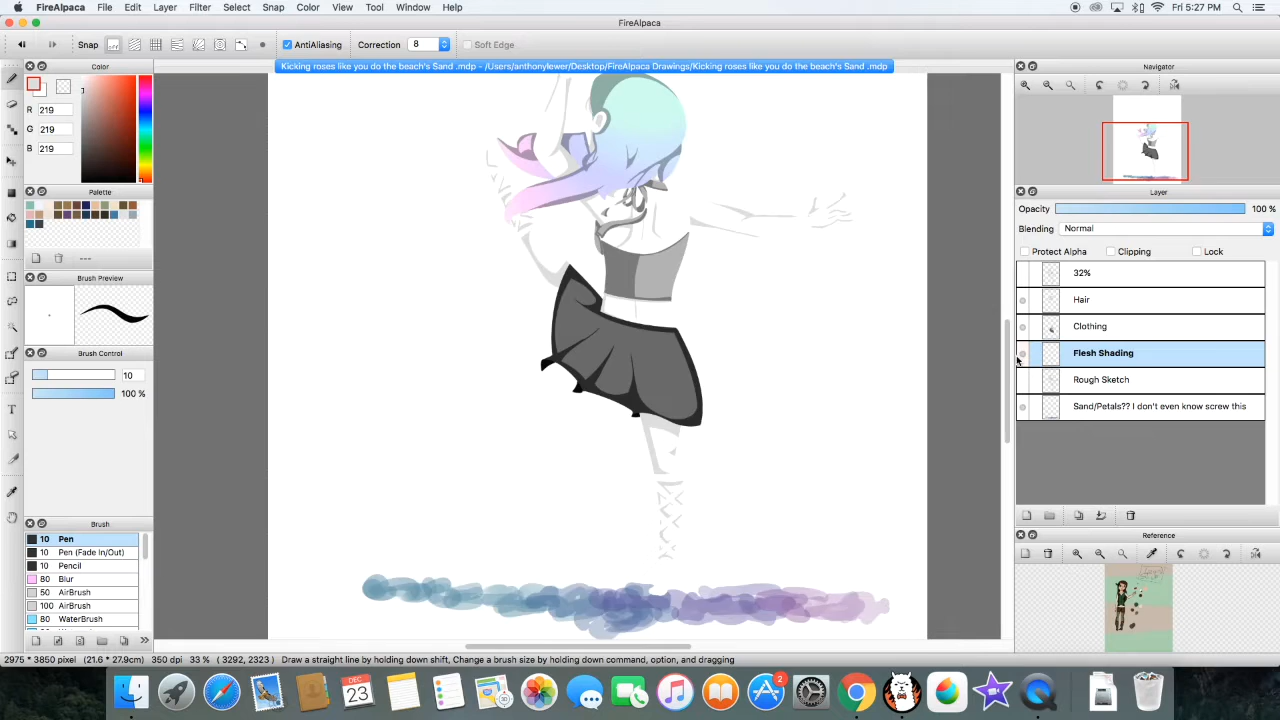 FireAlpaca File Edit Layer Filter Select Snap Color View Tool Window Help Fri 5:27 PM
FireAlpaca
Snap AntiAliasing Correction 8 Soft Edge
Kicking roses like you do the beach's Sand .mdp - /Users/anthonylewer/Desktop/FireAlpaca Drawings/Kicking roses like you do the beach's Sand .mdp
Color
R 219
G 219
B 219
Palette
---
Brush Preview
Brush Control
10
100 %
Brush
10 Pen
10 Pen (Fade In/Out)
10 Pencil
80 Blur
50 AirBrush
100 AirBrush
80 WaterBrush
Navigator
Layer
Opacity 100 %
Blending Normal
Protect Alpha Clipping Lock
32%
Hair
Clothing
Flesh Shading
Rough Sketch
Sand/Petals?? I don't even know screw this
Reference
2975 * 3850 pixel (21.6 * 27.9cm) 350 dpi 33 % ( 3292, 2323 ) Draw a straight line by holding down shift, Change a brush size by holding down command, option, and dragging
DEC
23
2